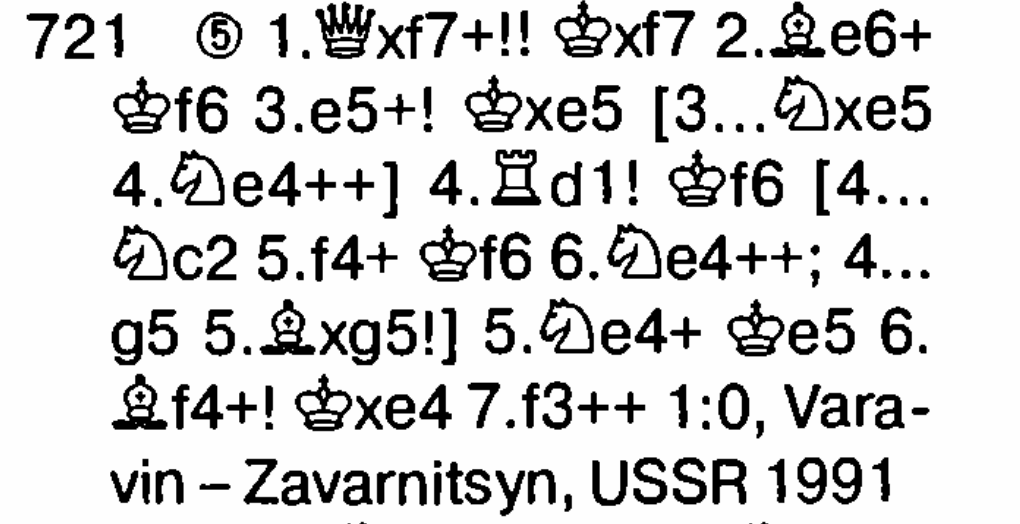 721 ⑤ 1.♕xf7+!! ♔xf7 2.♗e6+
♔f6 3.e5+! ♔xe5 [3...♘xe5
4.♘e4++] 4.♖d1! ♔f6 [4...
♘c2 5.f4+ ♔f6 6.♘e4++; 4...
g5 5.♗xg5!] 5.♘e4+ ♔e5 6.
♗f4+! ♔xe4 7.f3++ 1:0, Vara-
vin – Zavarnitsyn, USSR 1991